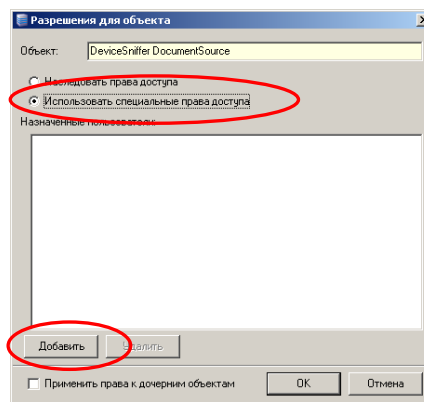 Разрешения для объекта
Объект: DeviceSniffer DocumentSource
Наследовать права доступа
Использовать специальные права доступа
Назначенные пользователи:
Добавить Удалить
Применить права к дочерним объектам OK Отмена